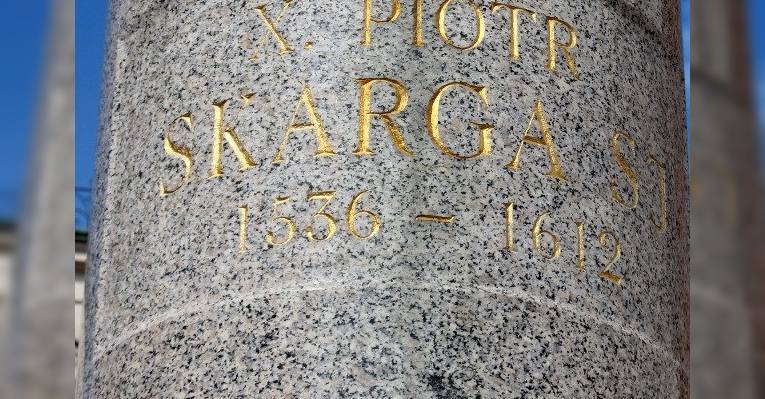 X. PIOTR
SKARGA SJ
1536 – 1612